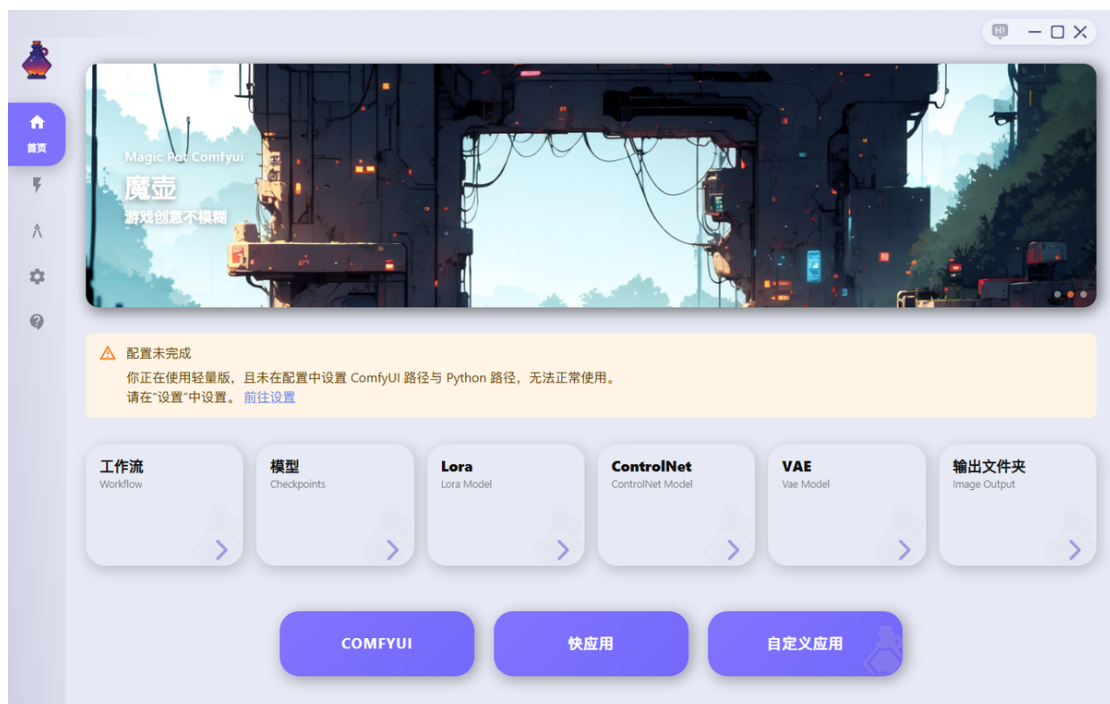 HI
首页
Magic Pot Comfyui
魔壶
游戏创意不模糊
配置未完成
你正在使用轻量版，且未在配置中设置 ComfyUI 路径与 Python 路径，无法正常使用。
请在“设置”中设置。 前往设置
工作流
Workflow
模型
Checkpoints
Lora
Lora Model
ControlNet
ControlNet Model
VAE
Vae Model
输出文件夹
Image Output
COMFYUI
快应用
自定义应用